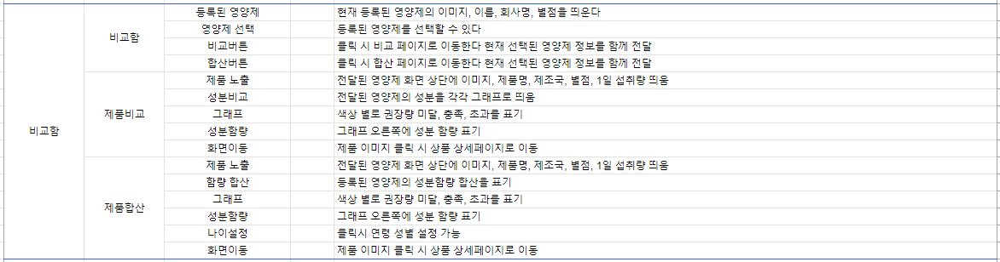 등록된 영양제 현재 등록된 영양제의 이미지, 이름, 회사명, 별점을 띄운다
영양제 선택 등록된 영양제를 선택할 수 있다
비교함
비교버튼 클릭 시 비교 페이지로 이동한다 현재 선택된 영양제 정보를 함께 전달
합산버튼 클릭 시 합산 페이지로 이동한다 현재 선택된 영양제 정보를 함께 전달
제품 노출 전달된 영양제 화면 상단에 이미지, 제품명, 제조국, 별점, 1일 섭취량 띄움
성분비교 전달된 영양제의 성분을 각각 그래프로 띄움
제품비교 그래프 색상 별로 권장량 미달, 충족, 초과를 표기
비교함 성분함량 그래프 오른쪽에 성분 함량 표기
화면이동 제품 이미지 클릭 시 상품 상세페이지로 이동
제품 노출 전달된 영양제 화면 상단에 이미지, 제품명, 제조국, 별점, 1일 섭취량 띄움
함량 합산 등록된 영양제의 성분함량 합산을 표기
그래프 색상 별로 권장량 미달, 충족, 초과를 표기
제품합산
성분함량 그래프 오른쪽에 성분 함량 표기
나이설정 클릭시 연령 성별 설정 가능
화면이동 제품 이미지 클릭 시 상품 상세페이지로 이동